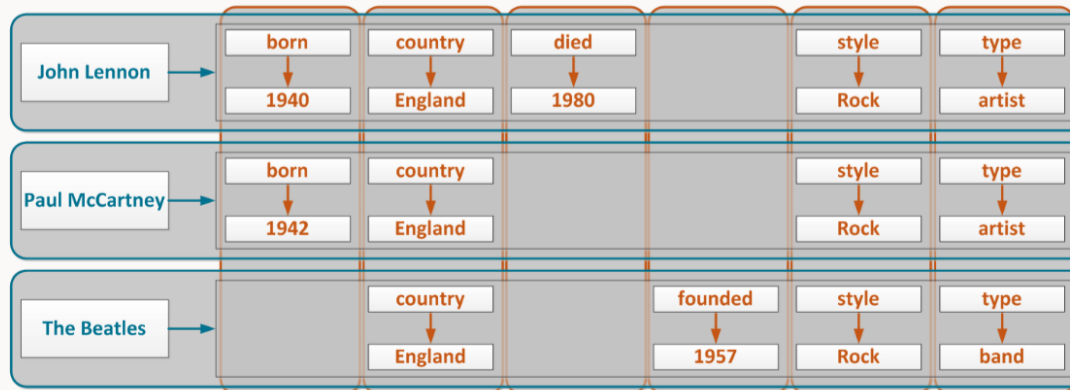 born country died style type
John Lennon
1940 England 1980 Rock artist
born country style type
Paul McCartney
1942 England Rock artist
country founded style type
The Beatles
England 1957 Rock band